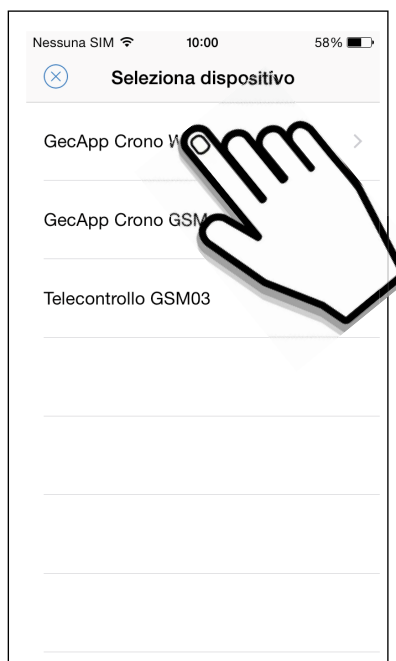 Nessuna SIM 10:00 58%
Seleziona dispositivo
GecApp Crono
GecApp Crono GSM
Telecontrollo GSM03